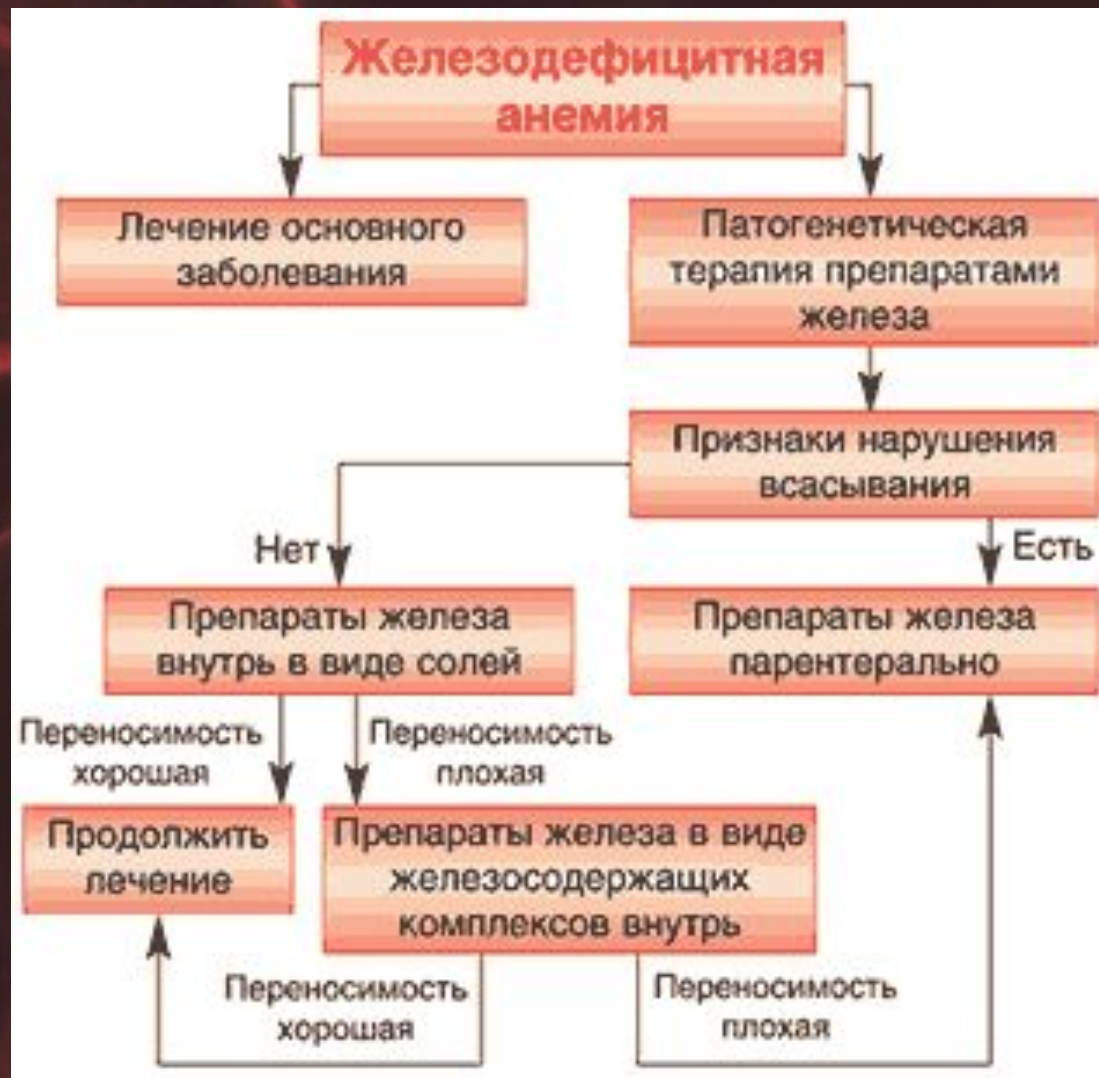 Железодефицитная
анемия
Лечение основного
заболевания
Патогенетическая
терапия препаратами
железа
Признаки нарушения
всасывания
Нет
Есть
Препараты железа
внутрь в виде солей
Препараты железа
парентерально
Переносимость
хорошая
Переносимость
плохая
Продолжить
лечение
Препараты железа в виде
железосодержащих
комплексов внутрь
Переносимость
хорошая
Переносимость
плохая